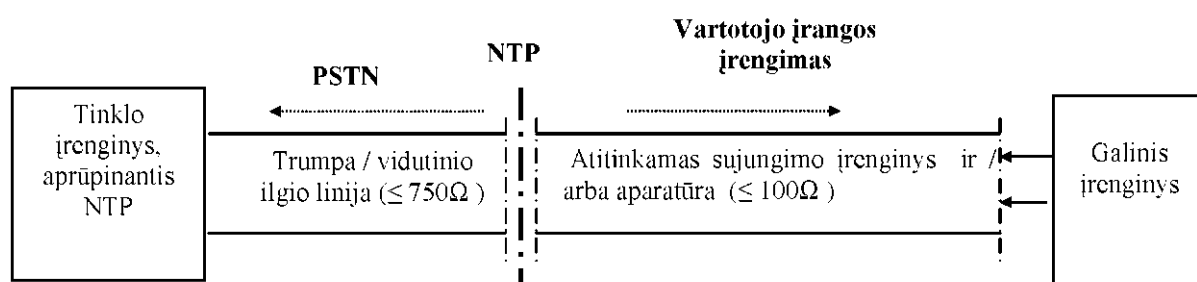 Vartotojo įrangos
įrengimas
NTP
PSTN
Tinklo
įrenginys,
aprūpinantis
NTP
Trumpa / vidutinio
ilgio linija (≤ 750Ω )
Atitinkamas sujungimo įrenginys ir /
arba aparatūra (≤ 100Ω )
Galinis
įrenginys